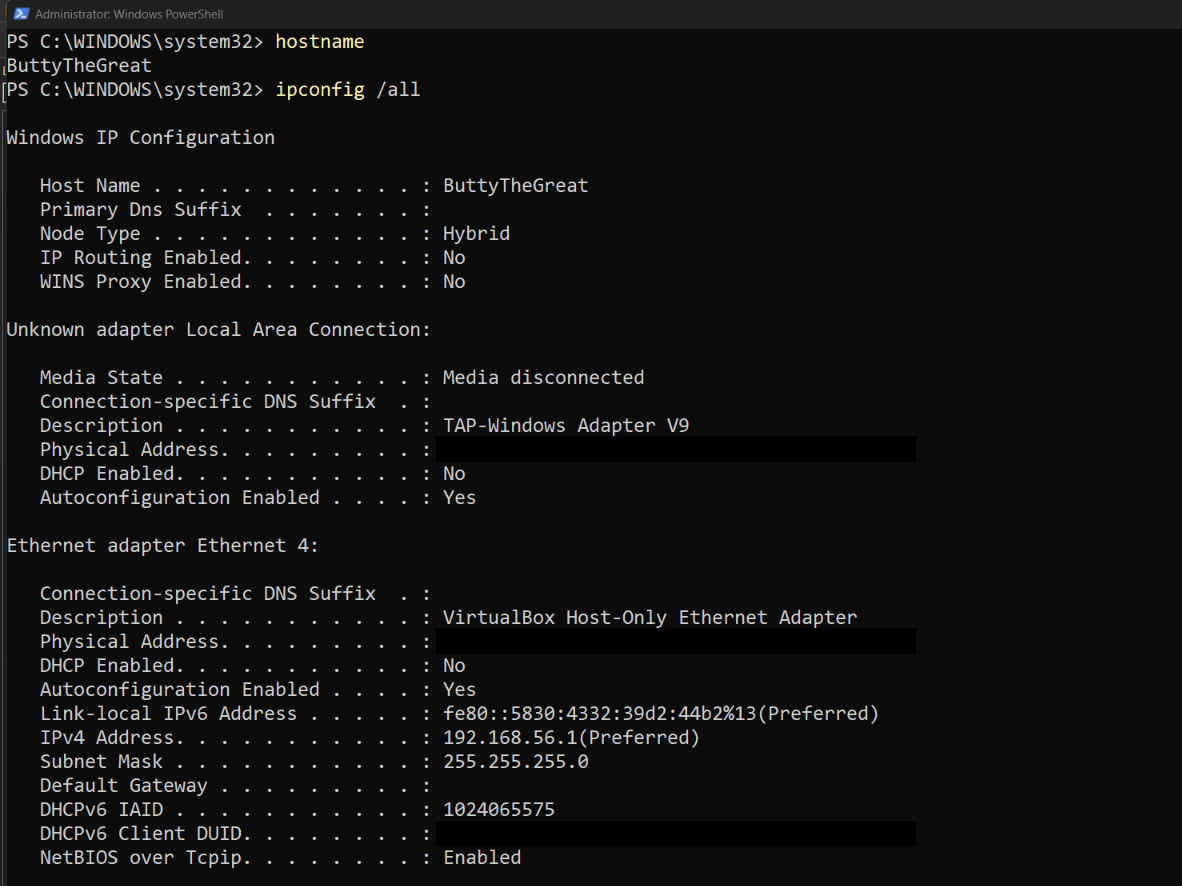 Administrator: Windows PowerShell
PS C:\WINDOWS\system32> hostname
ButtyTheGreat
PS C:\WINDOWS\system32> ipconfig /all
Windows IP Configuration
Host Name . . . . . . . . . . . . : ButtyTheGreat
Primary Dns Suffix  . . . . . . . :
Node Type . . . . . . . . . . . . : Hybrid
IP Routing Enabled. . . . . . . . : No
WINS Proxy Enabled. . . . . . . . : No
Unknown adapter Local Area Connection:
Media State . . . . . . . . . . . : Media disconnected
Connection-specific DNS Suffix  . :
Description . . . . . . . . . . . : TAP-Windows Adapter V9
Physical Address. . . . . . . . . :
DHCP Enabled. . . . . . . . . . . : No
Autoconfiguration Enabled . . . . : Yes
Ethernet adapter Ethernet 4:
Connection-specific DNS Suffix  . :
Description . . . . . . . . . . . : VirtualBox Host-Only Ethernet Adapter
Physical Address. . . . . . . . . :
DHCP Enabled. . . . . . . . . . . : No
Autoconfiguration Enabled . . . . : Yes
Link-local IPv6 Address . . . . . : fe80::5830:4332:39d2:44b2%13(Preferred)
IPv4 Address. . . . . . . . . . . : 192.168.56.1(Preferred)
Subnet Mask . . . . . . . . . . . : 255.255.255.0
Default Gateway . . . . . . . . . :
DHCPv6 IAID . . . . . . . . . . . : 1024065575
DHCPv6 Client DUID. . . . . . . . :
NetBIOS over Tcpip. . . . . . . . : Enabled